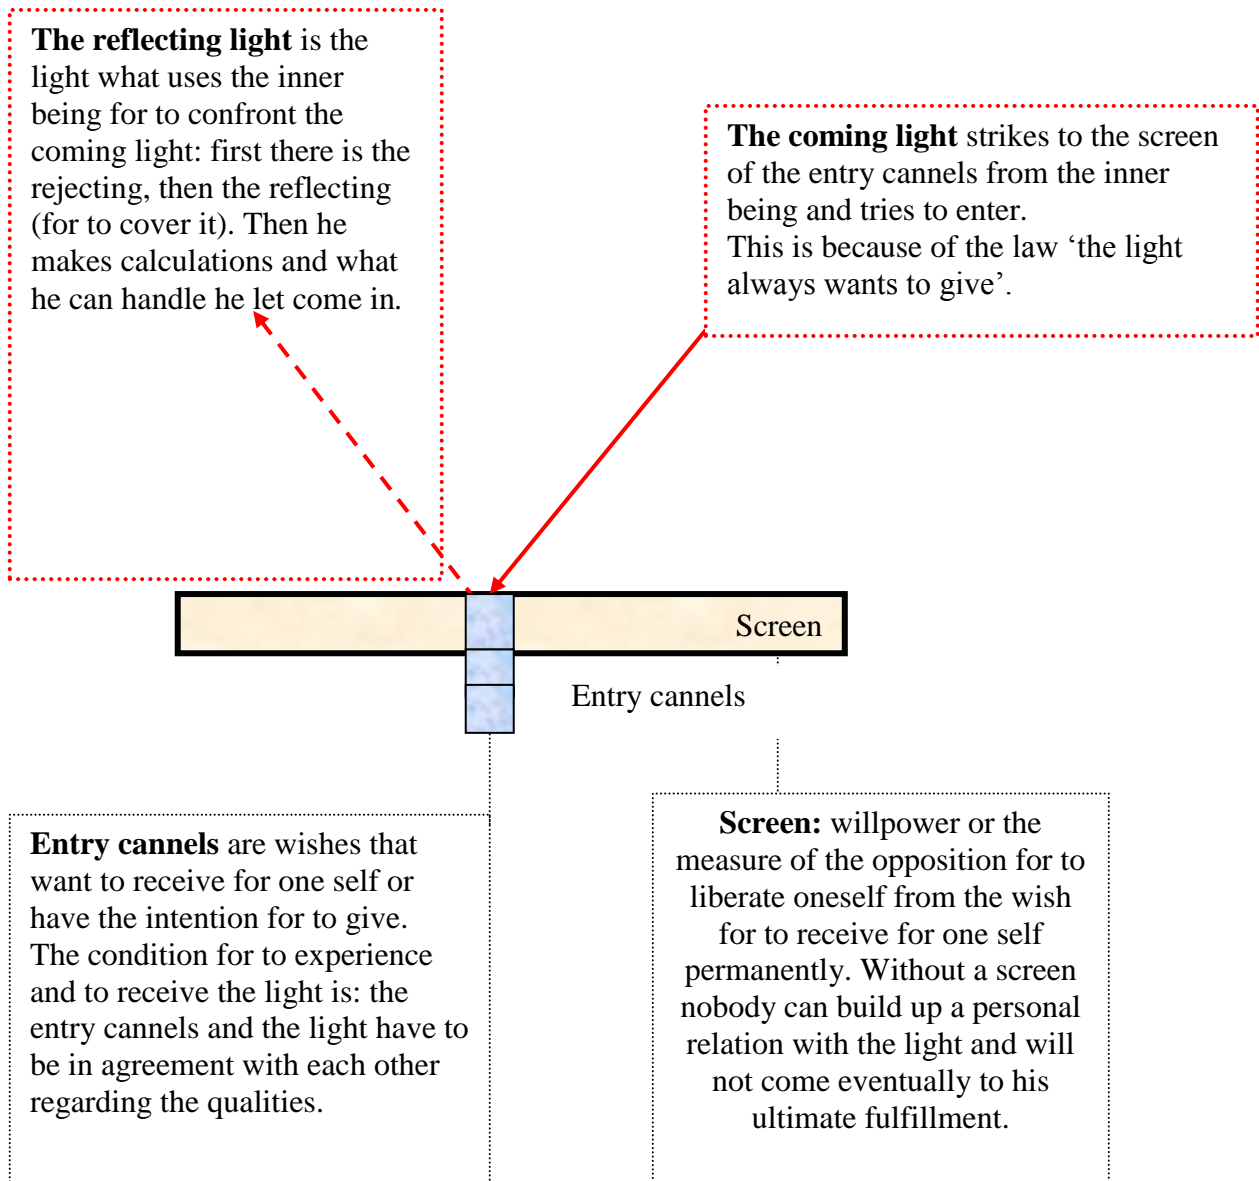 The reflecting light is the
light what uses the inner
being for to confront the
coming light: first there is the
rejecting, then the reflecting
(for to cover it). Then he
makes calculations and what
he can handle he let come in.
The coming light strikes to the screen
of the entry cannels from the inner
being and tries to enter.
This is because of the law ‘the light
always wants to give’.
Screen
Entry cannels
Entry cannels are wishes that
want to receive for one self or
have the intention for to give.
The condition for to experience
and to receive the light is: the
entry cannels and the light have to
be in agreement with each other
regarding the qualities.
Screen: willpower or the
measure of the opposition for to
liberate oneself from the wish
for to receive for one self
permanently. Without a screen
nobody can build up a personal
relation with the light and will
not come eventually to his
ultimate fulfillment.